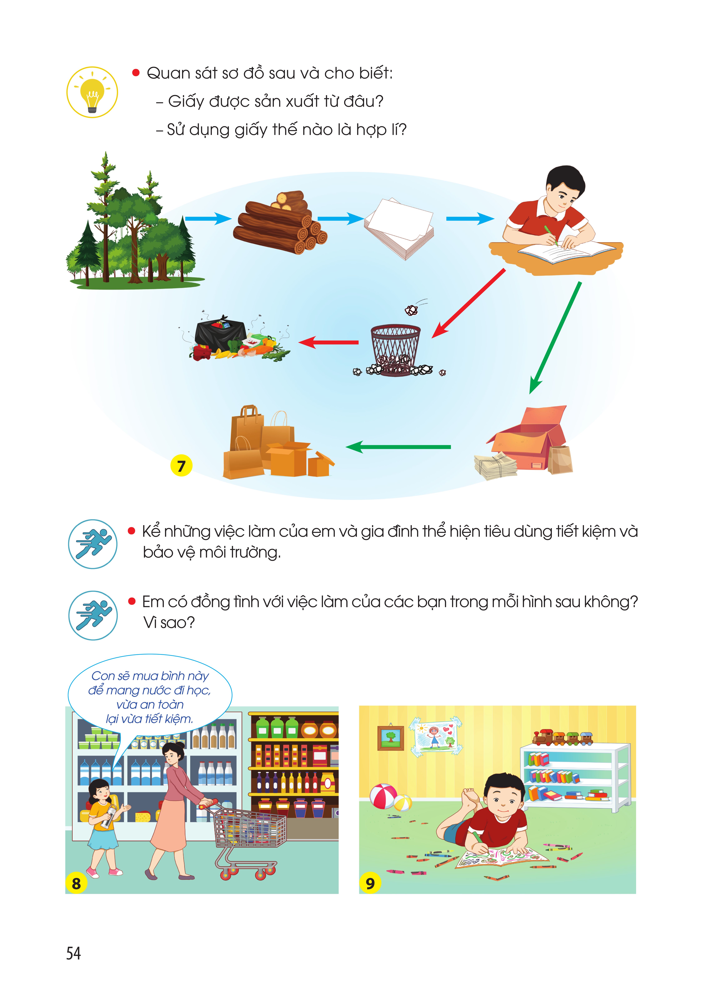 • Quan sát sơ đồ sau và cho biết:
– Giấy được sản xuất từ đâu?
– Sử dụng giấy thế nào là hợp lí?
7
• Kể những việc làm của em và gia đình thể hiện tiêu dùng tiết kiệm và
bảo vệ môi trường.
• Em có đồng tình với việc làm của các bạn trong mỗi hình sau không?
Vì sao?
Con sẽ mua bình này
để mang nước đi học,
vừa an toàn
lại vừa tiết kiệm.
8
9
54